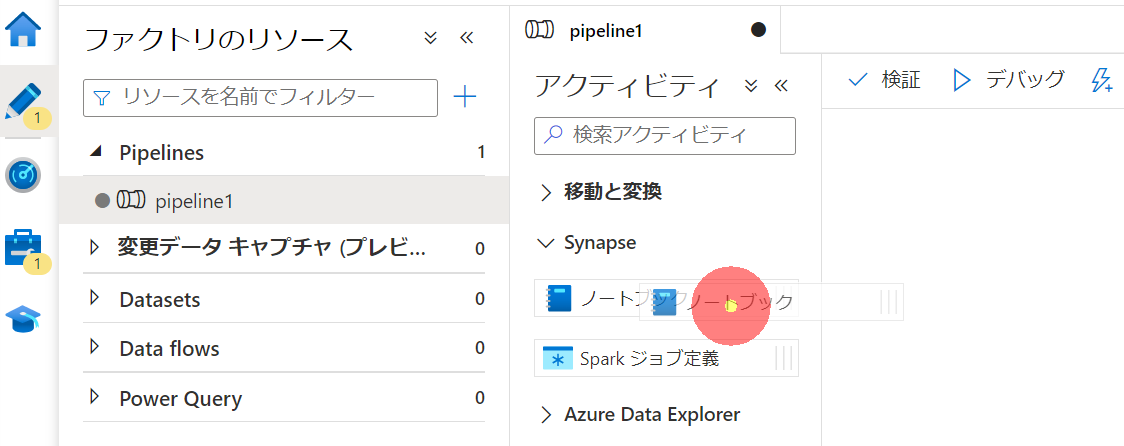 ファクトリのリソース
リソースを名前でフィルター
Pipelines 1
pipeline1
変更データ キャプチャ (プレビ... 0
Datasets 0
Data flows 0
Power Query 0
1
1
pipeline1
アクティビティ
検索アクティビティ
移動と変換
Synapse
ノートブック
ノートブック
Spark ジョブ定義
Azure Data Explorer
検証
デバッグ